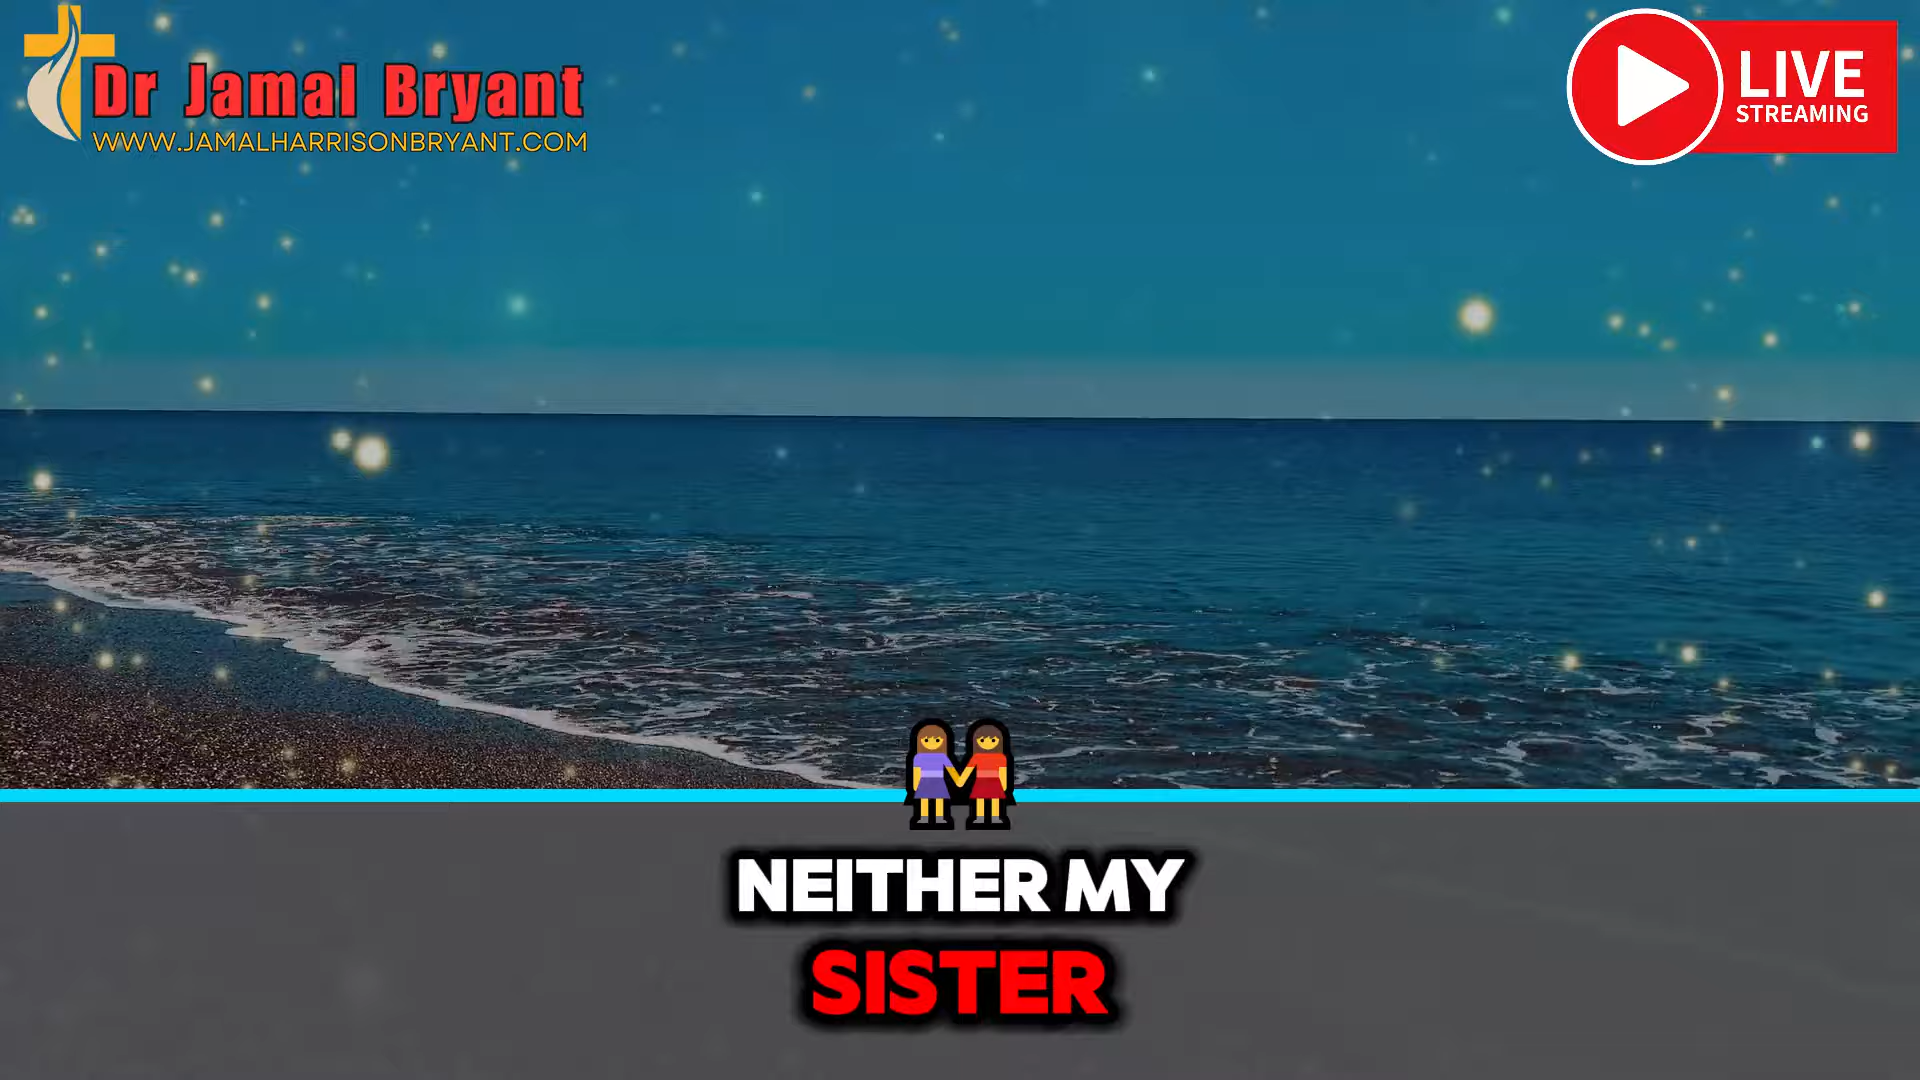 Dr Jamal Bryant
WWW.JAMALHARRISONBRYANT.COM
LIVE
STREAMING
NEITHER MY
SISTER